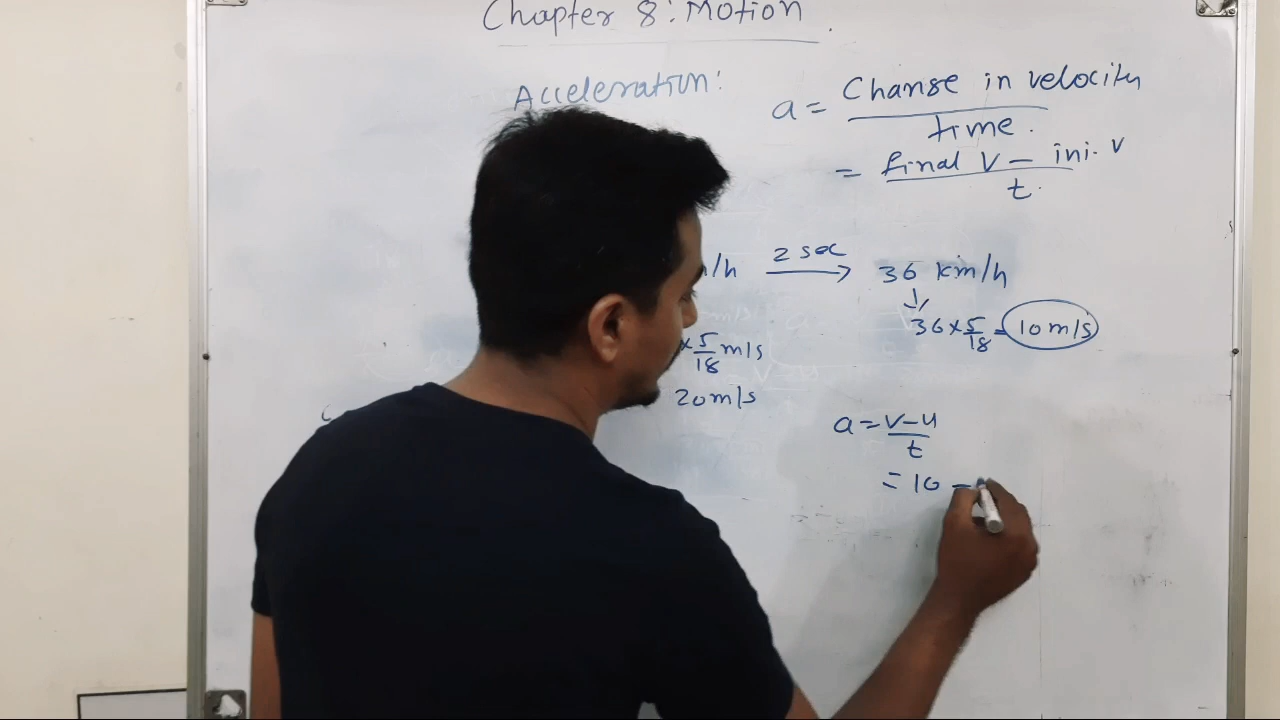 Chapter 8: Motion
Acceleration:
a = Change in velocity
time.
= final V - ini. v
t.
/h 2 sec → 36 km/h
36 × 5/18 = 10 m/s
× 5/18 m/s
20 m/s
a = v-u
t
= 10 -